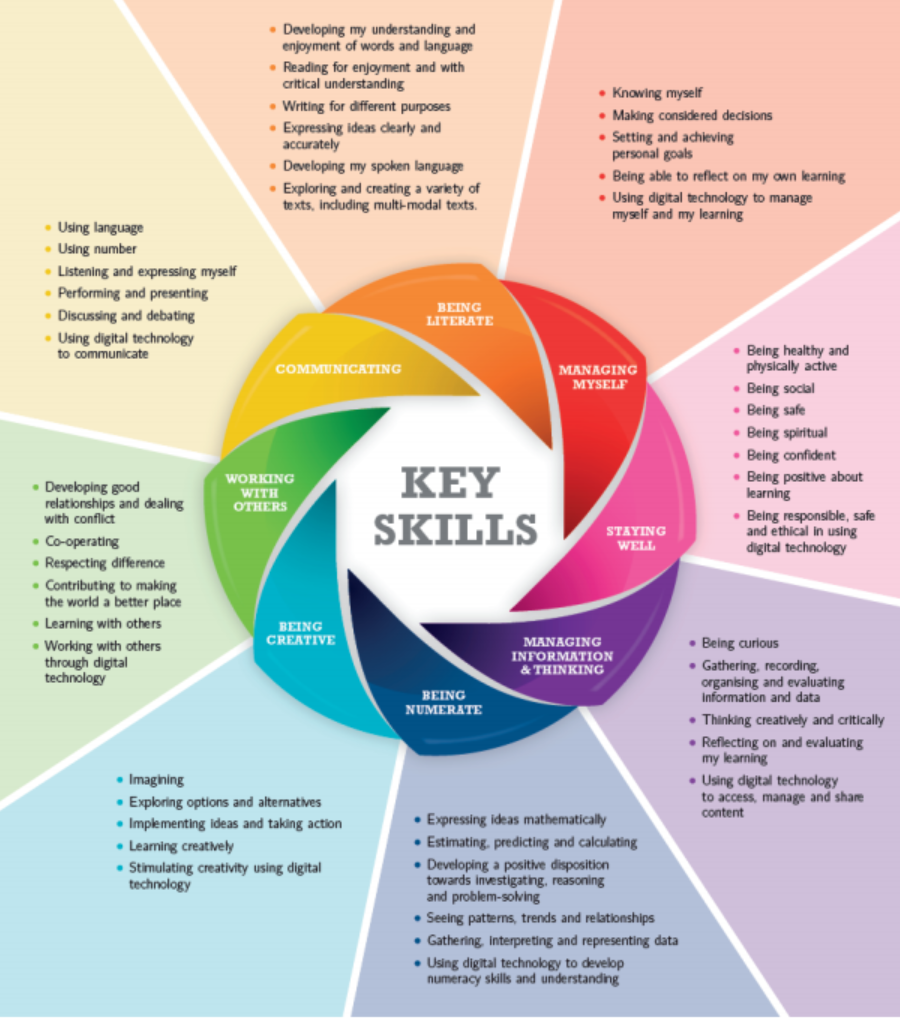 Developing my understanding and
enjoyment of words and language
Reading for enjoyment and with
critical understanding
Writing for different purposes
Expressing ideas clearly and
accurately
Developing my spoken language
Exploring and creating a variety of
texts, including multi-modal texts.
Knowing myself
Making considered decisions
Setting and achieving
personal goals
Being able to reflect on my own learning
Using digital technology to manage
myself and my learning
Using language
Using number
Listening and expressing myself
Performing and presenting
Discussing and debating
Using digital technology
to communicate
BEING
LITERATE
COMMUNICATING
MANAGING
MYSELF
Being healthy and
physically active
Being social
Being safe
Being spiritual
Being confident
Being positive about
learning
Being responsible, safe
and ethical in using
digital technology
WORKING
WITH
OTHERS
KEY
SKILLS
STAYING
WELL
Developing good
relationships and dealing
with conflict
Co-operating
Respecting difference
Contributing to making
the world a better place
Learning with others
Working with others
through digital
technology
BEING
CREATIVE
BEING
NUMERATE
MANAGING
INFORMATION
& THINKING
Being curious
Gathering, recording,
organising and evaluating
information and data
Thinking creatively and critically
Reflecting on and evaluating
my learning
Using digital technology
to access, manage and share
content
Imagining
Exploring options and alternatives
Implementing ideas and taking action
Learning creatively
Stimulating creativity using digital
technology
Expressing ideas mathematically
Estimating, predicting and calculating
Developing a positive disposition
towards investigating, reasoning
and problem-solving
Seeing patterns, trends and relationships
Gathering, interpreting and representing data
Using digital technology to develop
numeracy skills and understanding